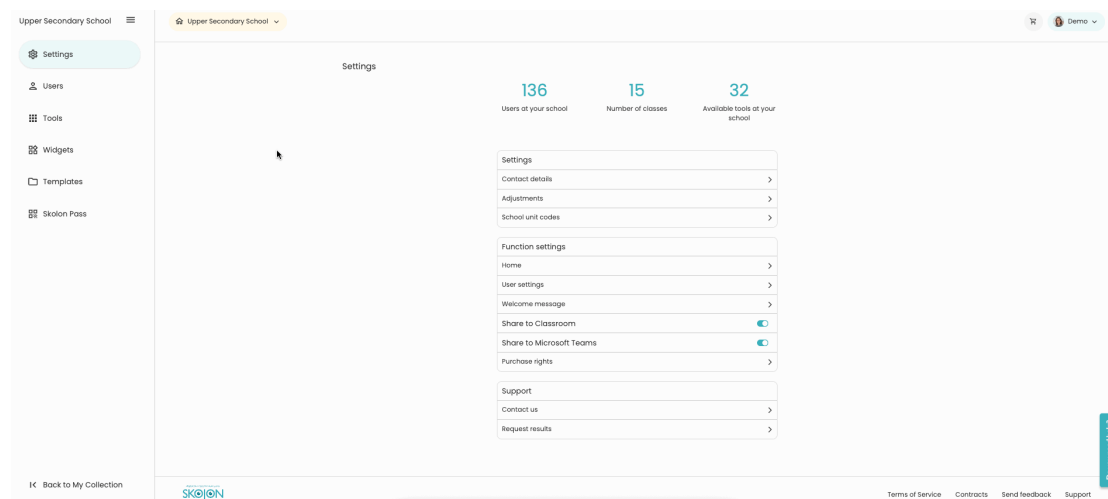 Upper Secondary School
Upper Secondary School
Demo
Settings
Users
Tools
Widgets
Templates
Skolon Pass
Back to My Collection
Settings
136
Users at your school
15
Number of classes
32
Available tools at your
school
Settings
Contact details
Adjustments
School unit codes
Function settings
Home
User settings
Welcome message
Share to Classroom
Share to Microsoft Teams
Purchase rights
Support
Contact us
Request results
SKOLON
Terms of Service
Contracts
Send feedback
Support